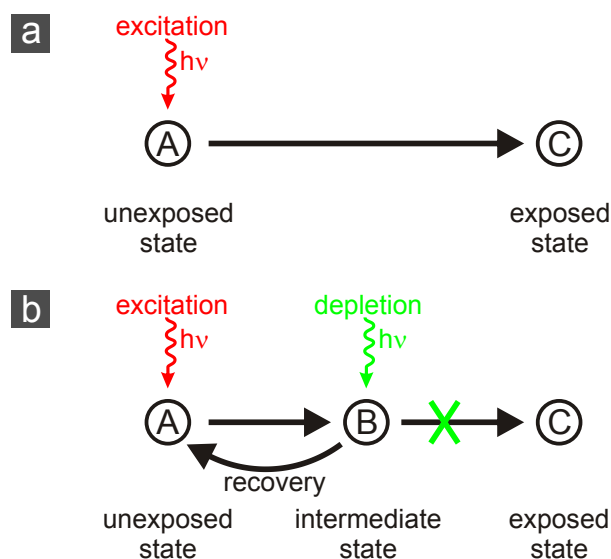 a
excitation
hν
A
C
unexposed
state
exposed
state
b
excitation
depletion
hν
hν
A
B
C
recovery
unexposed
state
intermediate
state
exposed
state